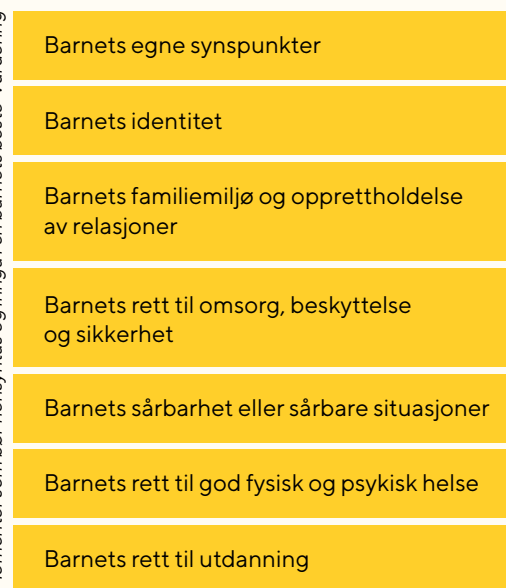 Barnets egne synspunkter
Barnets identitet
Barnets familiemiljø og opprettholdelse
av relasjoner
Barnets rett til omsorg, beskyttelse
og sikkerhet
Barnets sårbarhet eller sårbare situasjoner
Barnets rett til god fysisk og psykisk helse
Barnets rett til utdanning